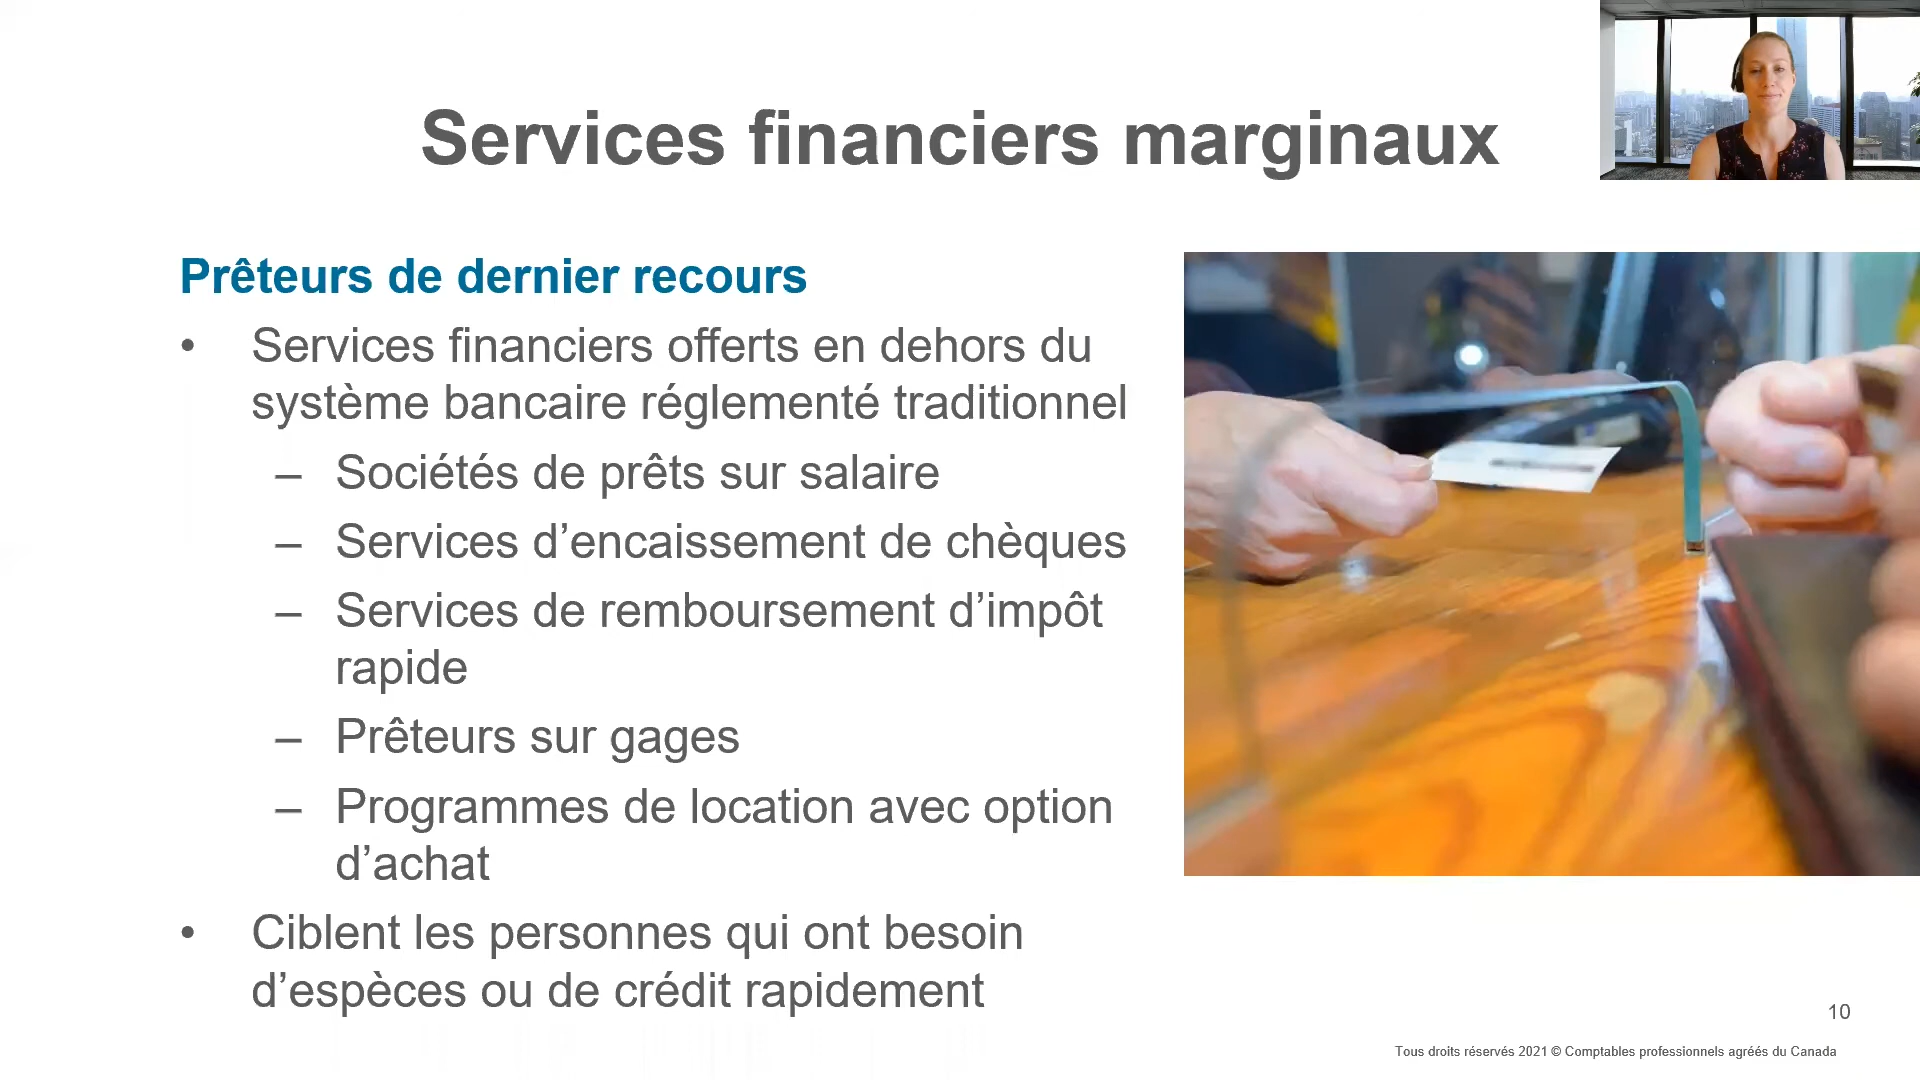 Services financiers marginaux
Prêteurs de dernier recours
• Services financiers offerts en dehors du
système bancaire réglementé traditionnel
– Sociétés de prêts sur salaire
– Services d’encaissement de chèques
– Services de remboursement d’impôt
rapide
– Prêteurs sur gages
– Programmes de location avec option
d’achat
• Ciblent les personnes qui ont besoin
d’espèces ou de crédit rapidement
10
Tous droits réservés 2021 © Comptables professionnels agréés du Canada